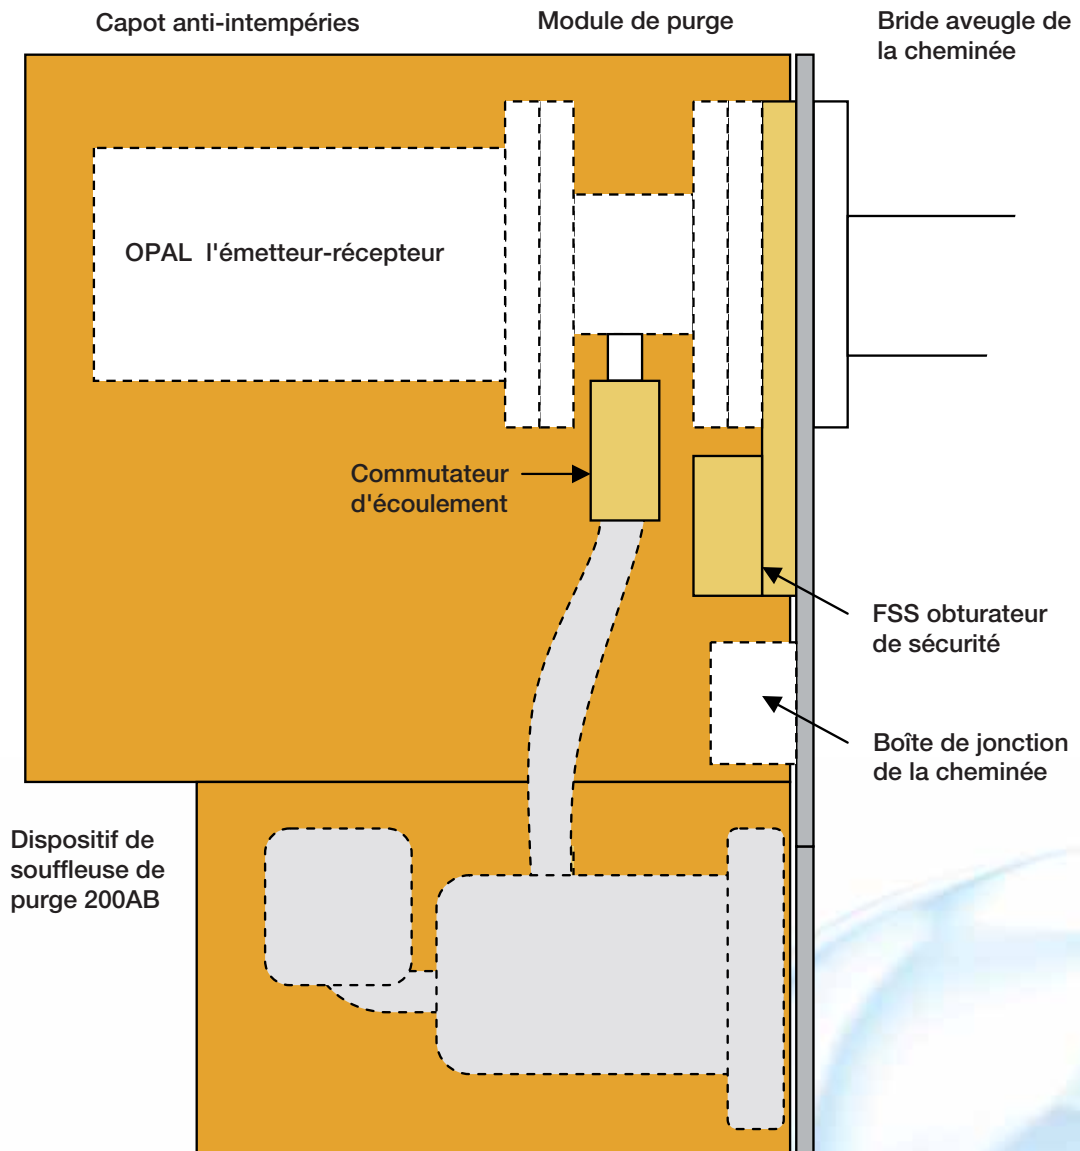 Capot anti-intempéries
Module de purge
Bride aveugle de
la cheminée
OPAL l'émetteur-récepteur
Commutateur
d'écoulement
FSS obturateur
de sécurité
Boîte de jonction
de la cheminée
Dispositif de
souffleuse de
purge 200AB